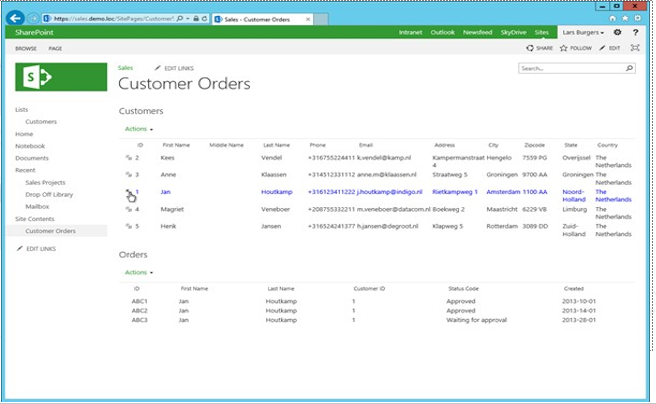 https://sales.demo.loc/SitePages/Customer
Sales - Customer Orders
SharePoint
Intranet Outlook Newsfeed SkyDrive Sites Lars Burgers ?
BROWSE PAGE
SHARE FOLLOW EDIT
Sales EDIT LINKS
Customer Orders
Search...
Lists
Customers
Home
Notebook
Documents
Recent
Sales Projects
Drop Off Library
Mailbox
Site Contents
Customer Orders
EDIT LINKS
Customers
Actions
ID First Name Middle Name Last Name Phone Email Address City Zipcode State Country
2 Kees Vendel +316755224411 k.vendel@kamp.nl Kampermanstraat 4 Hengelo 7559 PG Overijssel The Netherlands
3 Anne Klaassen +314512331112 anne.m@klaassen.nl Straatweg 5 Groningen 9700 AA Groningen The Netherlands
1 Jan Houtkamp +316123411222 j.houtkamp@indigo.nl Rietkampweg 1 Amsterdam 1100 AA Noord-Holland The Netherlands
4 Magriet Veneboer +208755332211 m.veneboer@datacom.nl Boekweg 2 Maastricht 6229 VB Limburg The Netherlands
5 Henk Jansen +316524241377 h.jansen@degroot.nl Klapweg 5 Rotterdam 3089 DD Zuid-Holland The Netherlands
Orders
Actions
ID First Name Last Name Customer ID Status Code Created
ABC1 Jan Houtkamp 1 Approved 2013-10-01
ABC2 Jan Houtkamp 1 Approved 2013-14-01
ABC3 Jan Houtkamp 1 Waiting for approval 2013-28-01